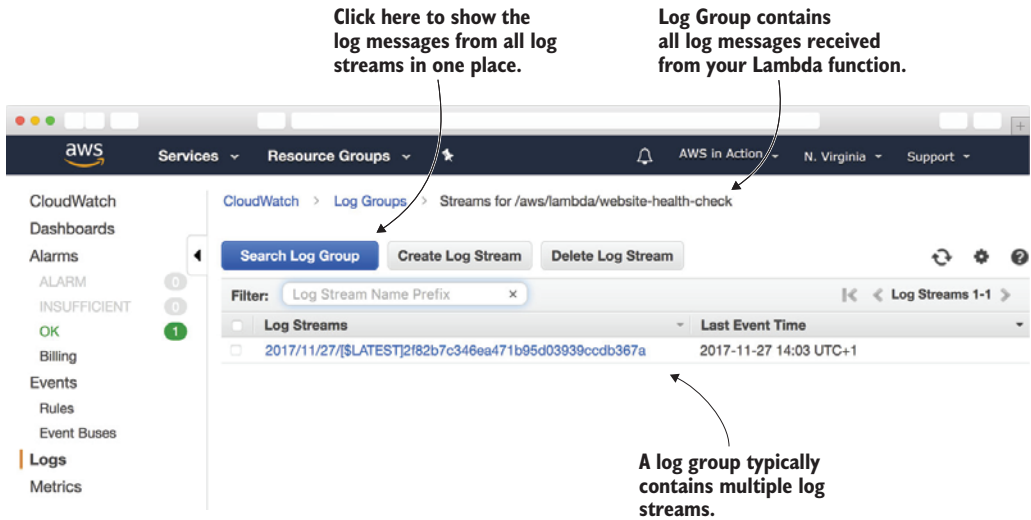 Click here to show the
log messages from all log
streams in one place.
Log Group contains
all log messages received
from your Lambda function.
aws
Services
Resource Groups
AWS in Action
N. Virginia
Support
CloudWatch
Dashboards
Alarms
ALARM 0
INSUFFICIENT 0
OK 1
Billing
Events
Rules
Event Buses
Logs
Metrics
CloudWatch > Log Groups > Streams for /aws/lambda/website-health-check
Search Log Group
Create Log Stream
Delete Log Stream
Filter: Log Stream Name Prefix ×
Log Streams 1-1
Log Streams
Last Event Time
2017/11/27/[$LATEST]2f82b7c346ea471b95d03939ccdb367a
2017-11-27 14:03 UTC+1
A log group typically
contains multiple log
streams.